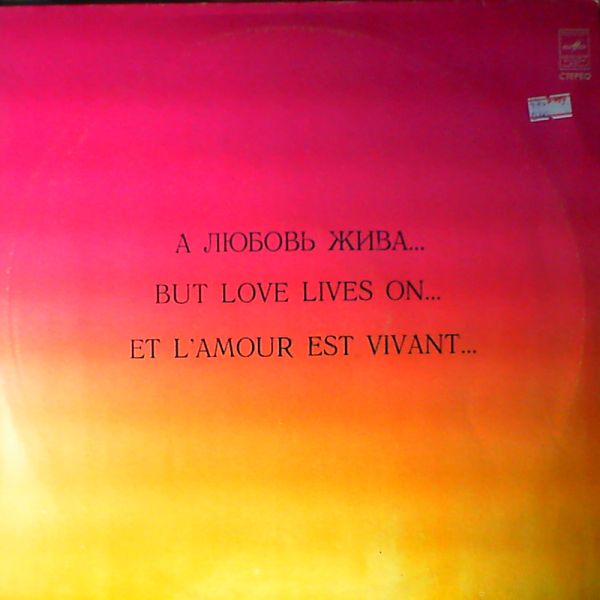 СТЕРЕО
А ЛЮБОВЬ ЖИВА...
BUT LOVE LIVES ON...
ET L'AMOUR EST VIVANT...